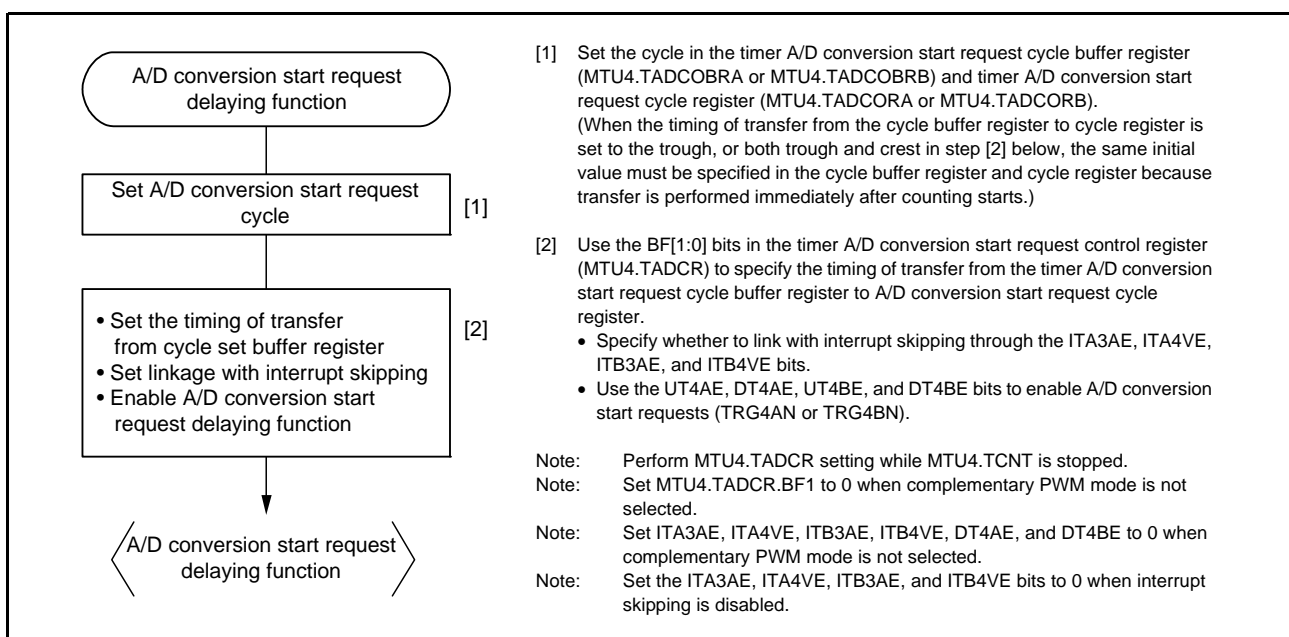 A/D conversion start request
delaying function
Set A/D conversion start request
cycle
[1]
• Set the timing of transfer
from cycle set buffer register
• Set linkage with interrupt skipping
• Enable A/D conversion start
request delaying function
[2]
A/D conversion start request
delaying function
[1] Set the cycle in the timer A/D conversion start request cycle buffer register
(MTU4.TADCOBRA or MTU4.TADCOBRB) and timer A/D conversion start
request cycle register (MTU4.TADCORA or MTU4.TADCORB).
(When the timing of transfer from the cycle buffer register to cycle register is
set to the trough, or both trough and crest in step [2] below, the same initial
value must be specified in the cycle buffer register and cycle register because
transfer is performed immediately after counting starts.)
[2] Use the BF[1:0] bits in the timer A/D conversion start request control register
(MTU4.TADCR) to specify the timing of transfer from the timer A/D conversion
start request cycle buffer register to A/D conversion start request cycle
register.
• Specify whether to link with interrupt skipping through the ITA3AE, ITA4VE,
ITB3AE, and ITB4VE bits.
• Use the UT4AE, DT4AE, UT4BE, and DT4BE bits to enable A/D conversion
start requests (TRG4AN or TRG4BN).
Note: Perform MTU4.TADCR setting while MTU4.TCNT is stopped.
Note: Set MTU4.TADCR.BF1 to 0 when complementary PWM mode is not
selected.
Note: Set ITA3AE, ITA4VE, ITB3AE, ITB4VE, DT4AE, and DT4BE to 0 when
complementary PWM mode is not selected.
Note: Set the ITA3AE, ITA4VE, ITB3AE, and ITB4VE bits to 0 when interrupt
skipping is disabled.